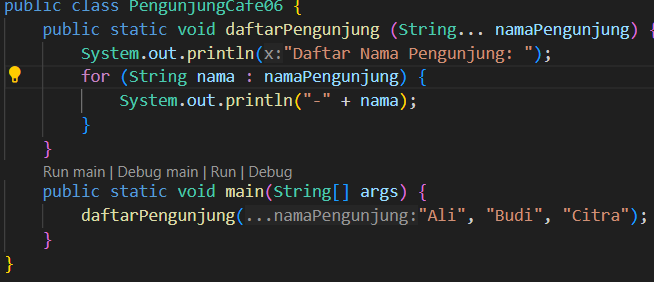 public class PengunjungCafe06 {
public static void daftarPengunjung (String... namaPengunjung) {
System.out.println(x:"Daftar Nama Pengunjung: ");
for (String nama : namaPengunjung) {
System.out.println("-" + nama);
}
}
Run main | Debug main | Run | Debug
public static void main(String[] args) {
daftarPengunjung(...namaPengunjung:"Ali", "Budi", "Citra");
}
}